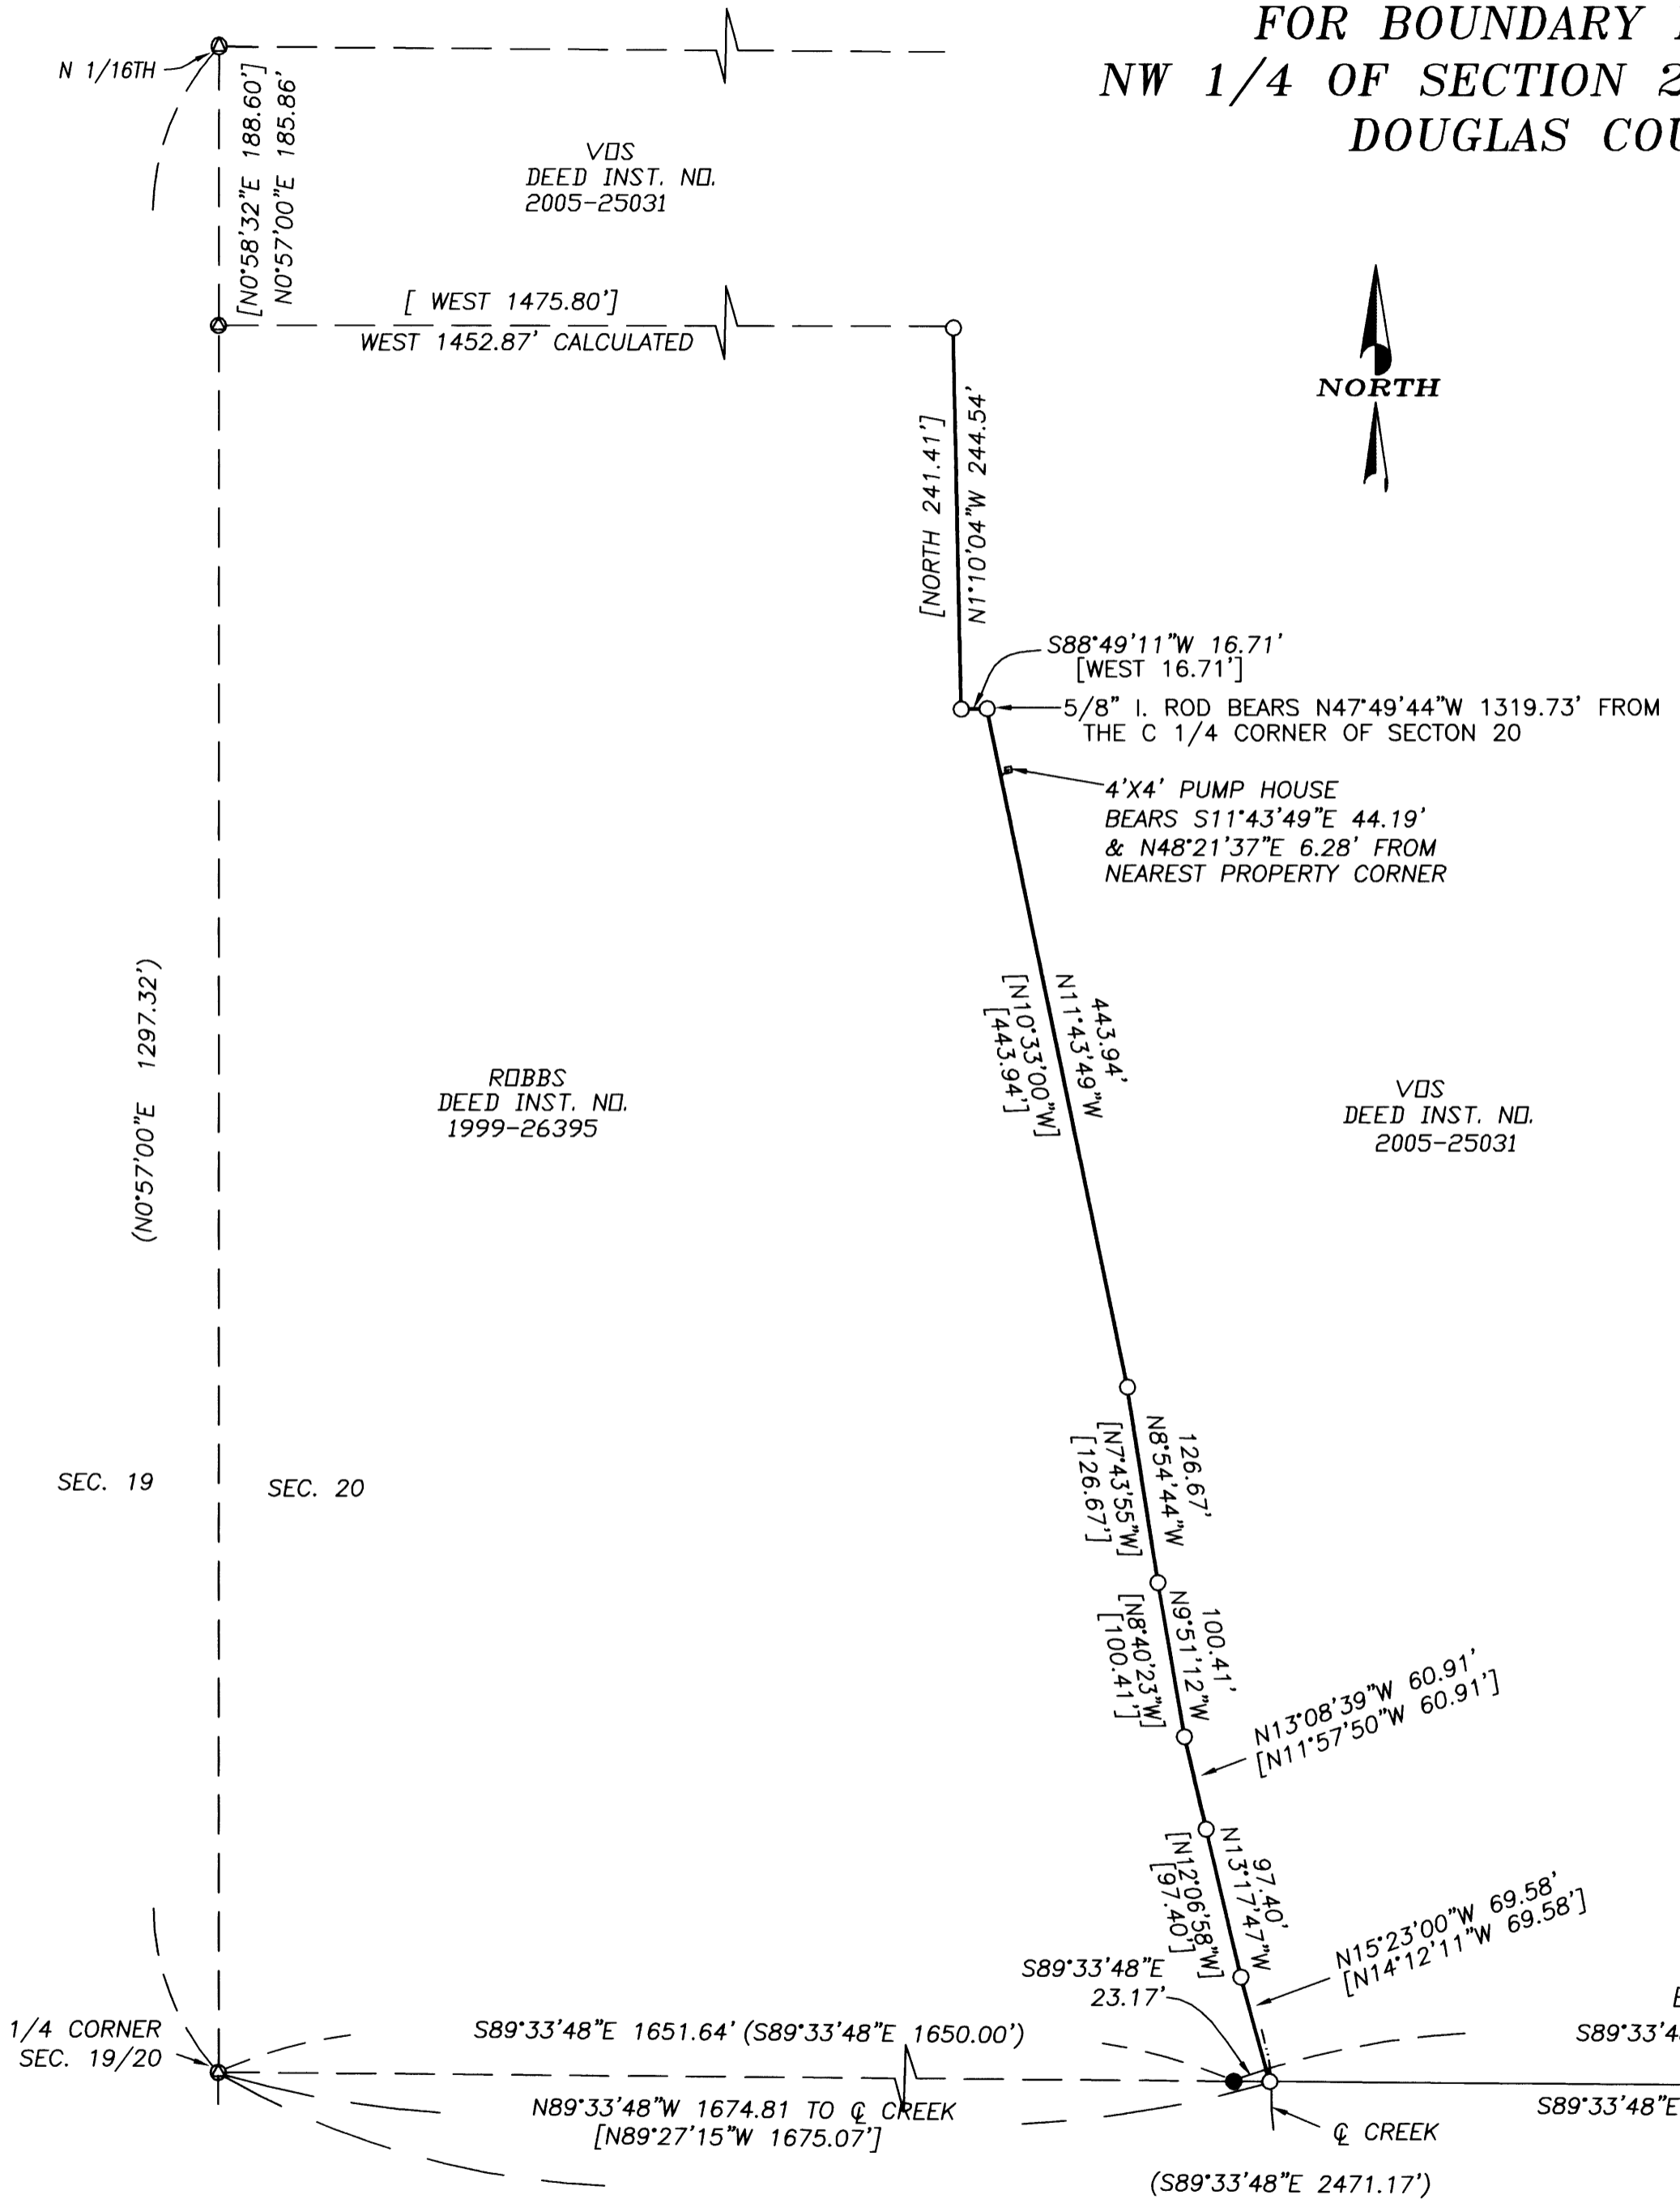 FOR BOUNDARY
NW 1/4 OF SECTION 2
DOUGLAS COU
N 1/16TH
[N0°58'32"E 188.60']
N0°57'00"E 185.86'
VOS
DEED INST. NO.
2005-25031
[ WEST 1475.80']
WEST 1452.87' CALCULATED
NORTH
[NORTH 241.41']
N1°10'04"W 244.54'
S88°49'11"W 16.71'
[WEST 16.71']
5/8" I. ROD BEARS N47°49'44"W 1319.73' FROM
THE C 1/4 CORNER OF SECTON 20
4'X4' PUMP HOUSE
BEARS S11°43'49"E 44.19'
& N48°21'37"E 6.28' FROM
NEAREST PROPERTY CORNER
(N0°57'00"E 1297.32')
443.94'
N11°43'49"W
[N10°33'00"W]
[443.94']
ROBBS
DEED INST. NO.
1999-26395
VOS
DEED INST. NO.
2005-25031
126.67'
N8°54'44"W
[N7°43'55"W]
[126.67']
SEC. 19
SEC. 20
100.41'
N9°51'12"W
[N8°40'23"W]
[100.41']
N13°08'39"W 60.91'
[N11°57'50"W 60.91']
97.40'
N13°17'47"W
[N12°06'58"W]
[97.40']
N15°23'00"W 69.58'
[N14°12'11"W 69.58']
S89°33'48"E
23.17'
1/4 CORNER
SEC. 19/20
S89°33'48"E 1651.64' (S89°33'48"E 1650.00')
S89°33'4
N89°33'48"W 1674.81 TO ℄ CREEK
[N89°27'15"W 1675.07']
S89°33'48"E
℄ CREEK
(S89°33'48"E 2471.17')